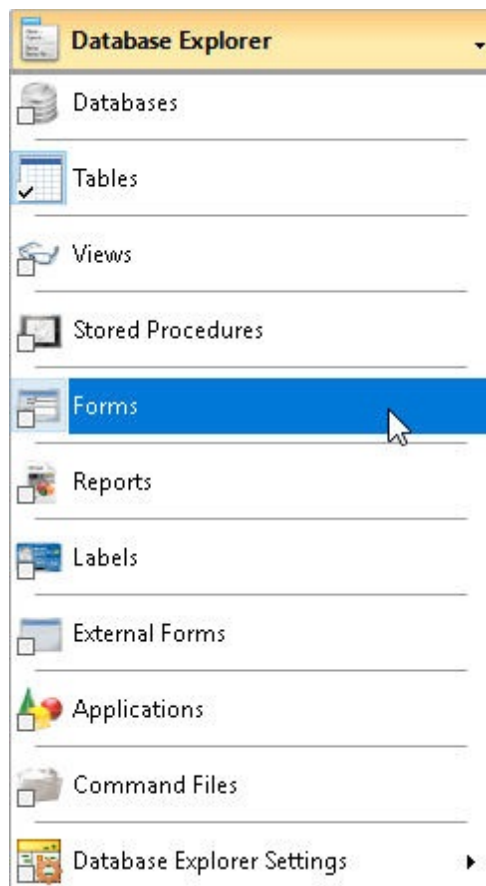 Database Explorer
Databases
Tables
Views
Stored Procedures
Forms
Reports
Labels
External Forms
Applications
Command Files
Database Explorer Settings